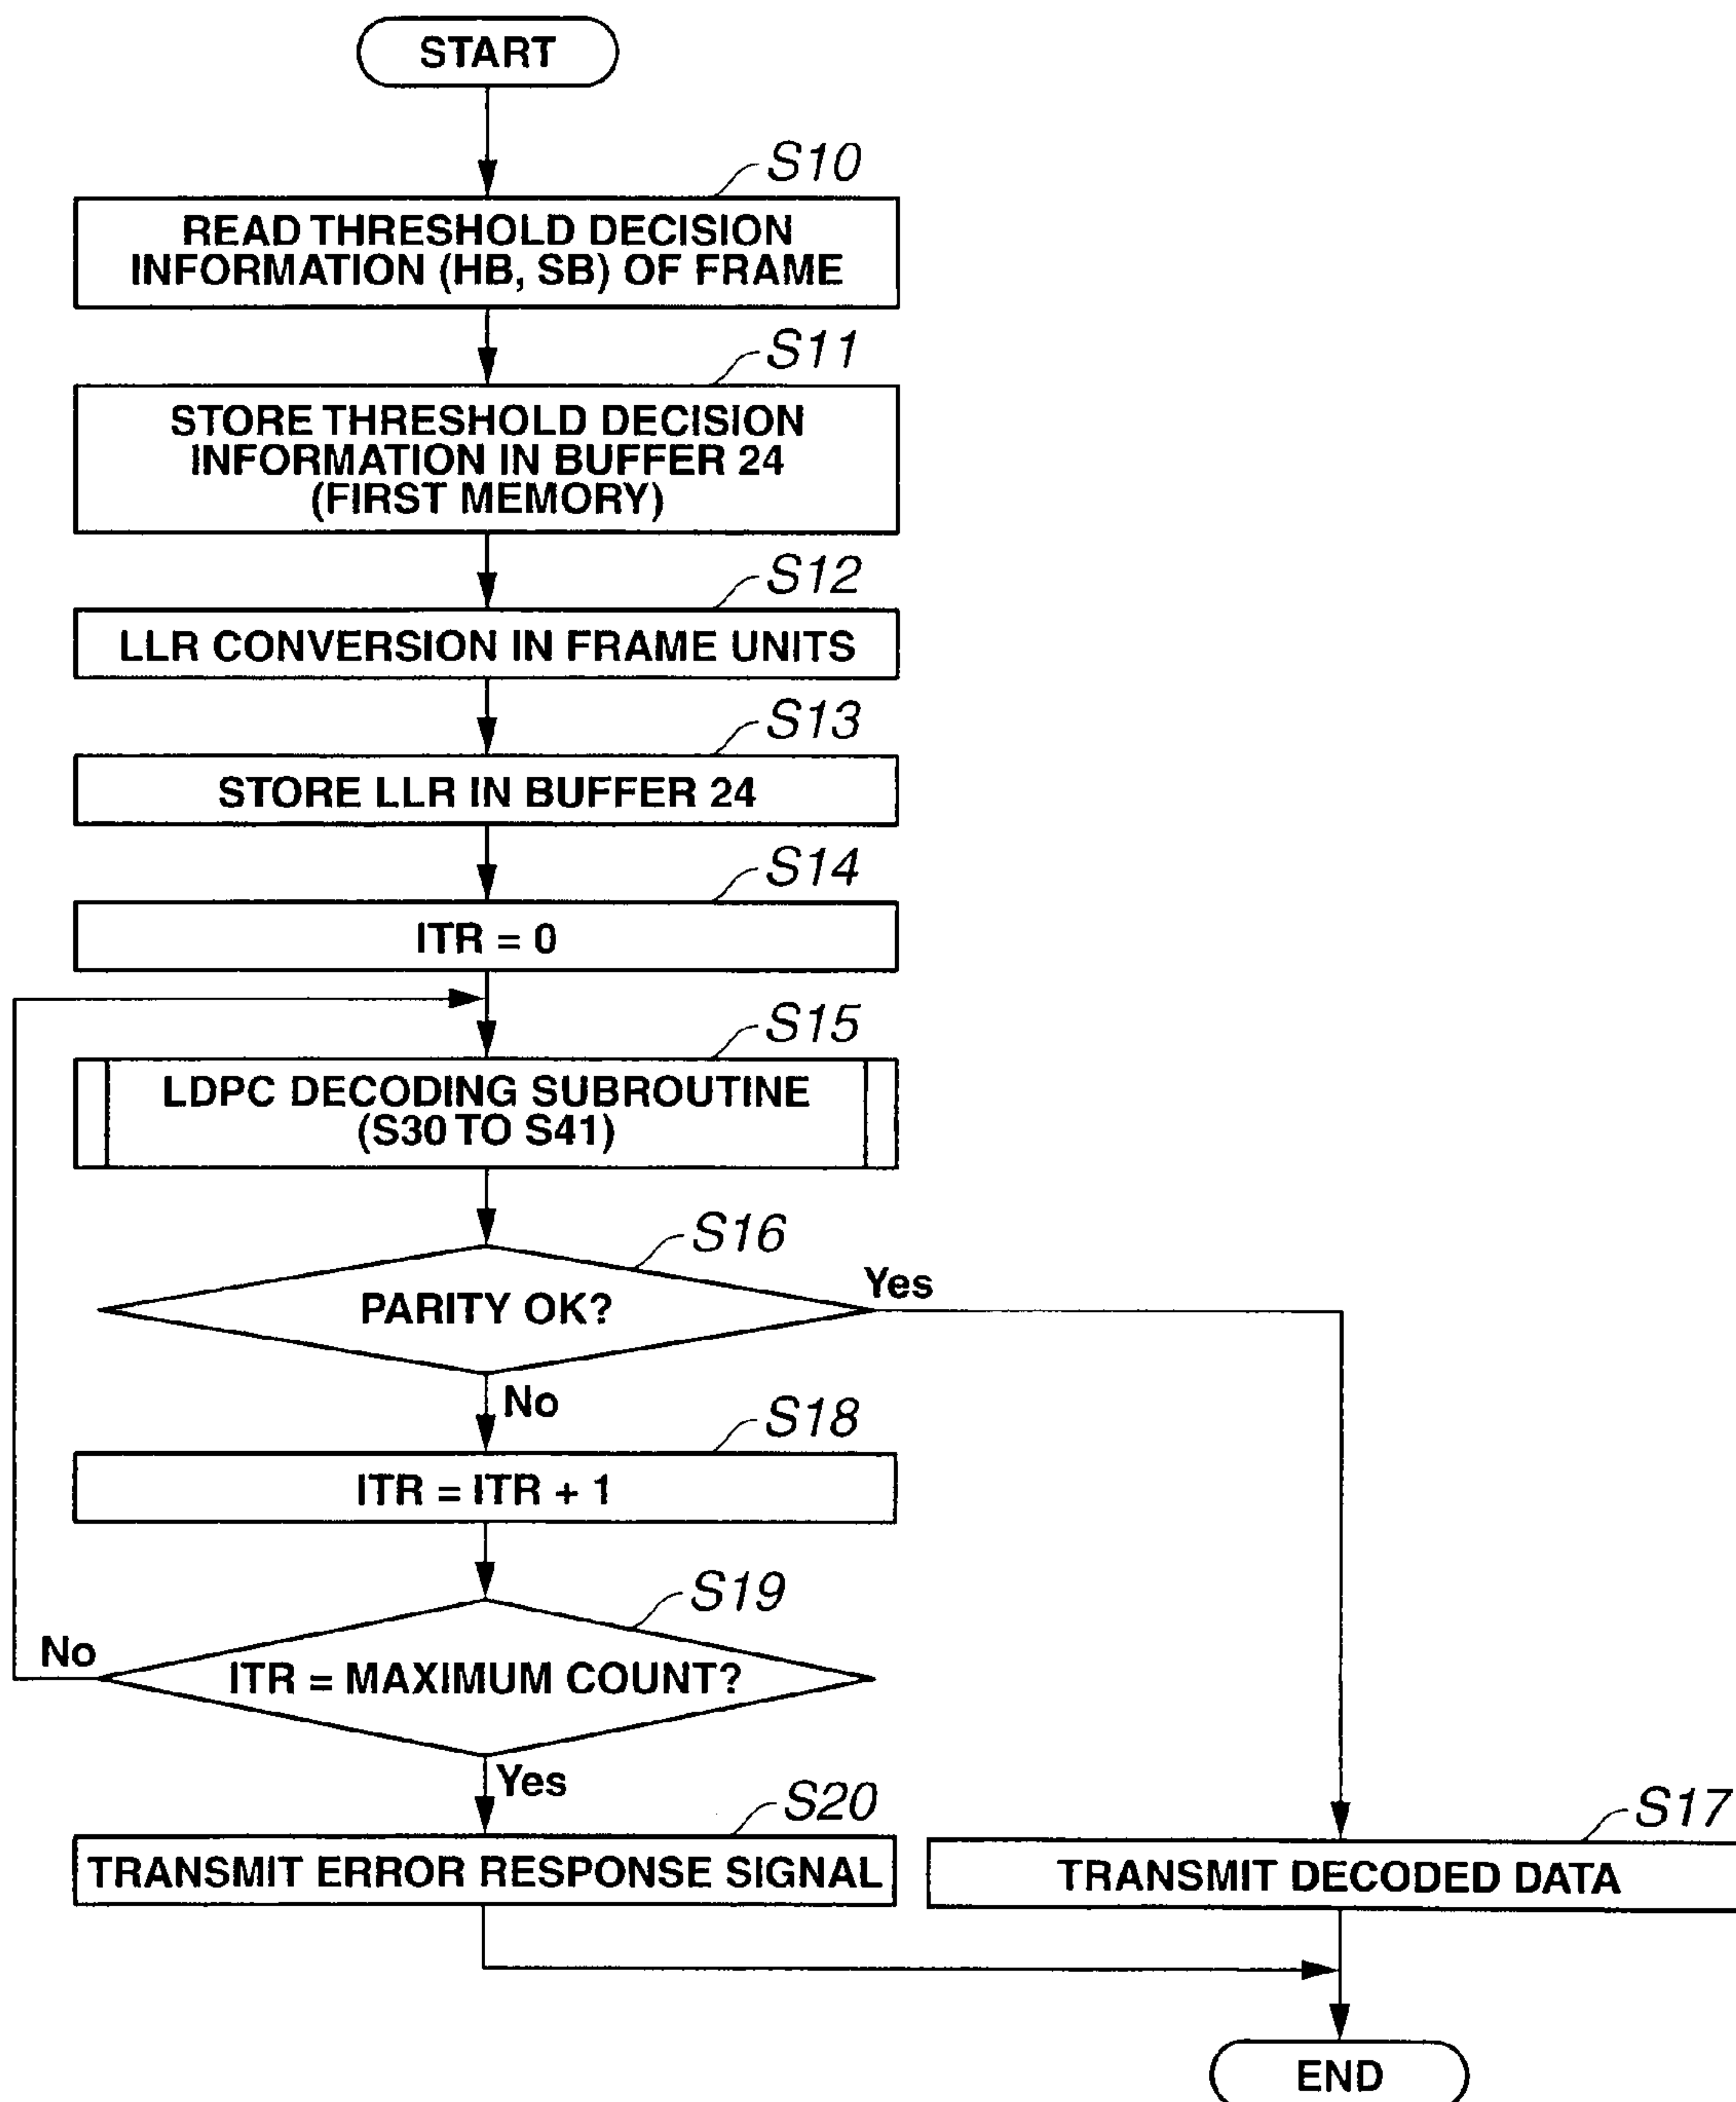 START
S10
READ THRESHOLD DECISION
INFORMATION (HB, SB) OF FRAME
S11
STORE THRESHOLD DECISION
INFORMATION IN BUFFER 24
(FIRST MEMORY)
S12
LLR CONVERSION IN FRAME UNITS
S13
STORE LLR IN BUFFER 24
S14
ITR = 0
S15
LDPC DECODING SUBROUTINE
(S30 TO S41)
S16
PARITY OK?
Yes
No
S18
ITR = ITR + 1
S19
No
ITR = MAXIMUM COUNT?
Yes
S20
TRANSMIT ERROR RESPONSE SIGNAL
S17
TRANSMIT DECODED DATA
END